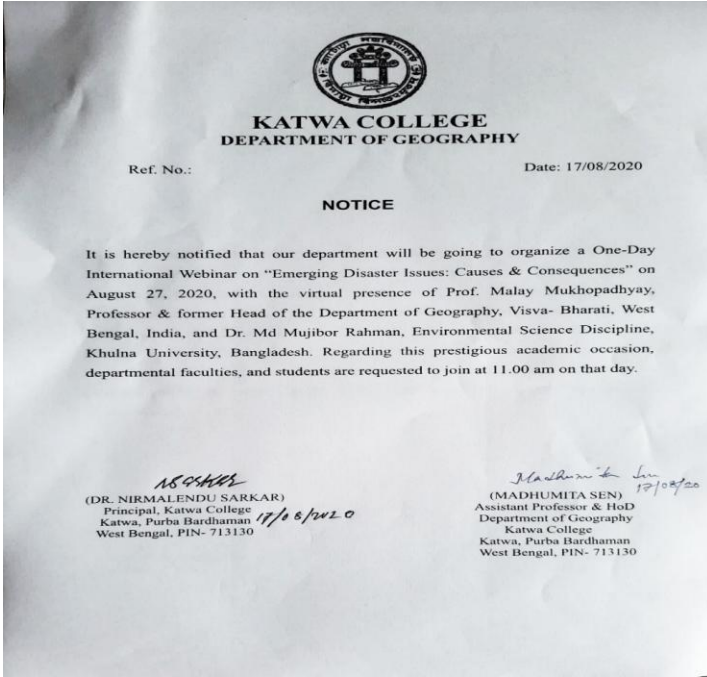 KATWA COLLEGE
DEPARTMENT OF GEOGRAPHY
Ref. No.:
Date: 17/08/2020
NOTICE
It is hereby notified that our department will be going to organize a One-Day
International Webinar on “Emerging Disaster Issues: Causes & Consequences” on
August 27, 2020, with the virtual presence of Prof. Malay Mukhopadhyay,
Professor & former Head of the Department of Geography, Visva- Bharati, West
Bengal, India, and Dr. Md Mujibor Rahman, Environmental Science Discipline,
Khulna University, Bangladesh. Regarding this prestigious academic occasion,
departmental faculties, and students are requested to join at 11.00 am on that day.
(DR. NIRMALENDU SARKAR)
Principal, Katwa College
Katwa, Purba Bardhaman 17/08/2020
West Bengal, PIN- 713130
Madhumita Sen
17/08/20
(MADHUMITA SEN)
Assistant Professor & HoD
Department of Geography
Katwa College
Katwa, Purba Bardhaman
West Bengal, PIN- 713130